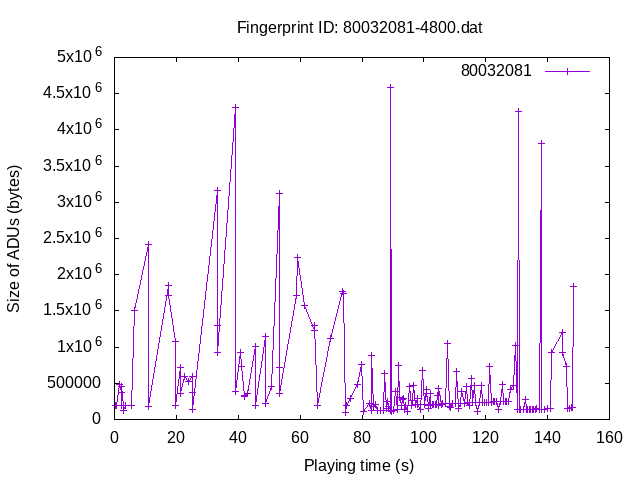 Fingerprint ID: 80032081-4800.dat
80032081
Size of ADUs (bytes)
5x10^6
4.5x10^6
4x10^6
3.5x10^6
3x10^6
2.5x10^6
2x10^6
1.5x10^6
1x10^6
500000
0
0 20 40 60 80 100 120 140 160
Playing time (s)